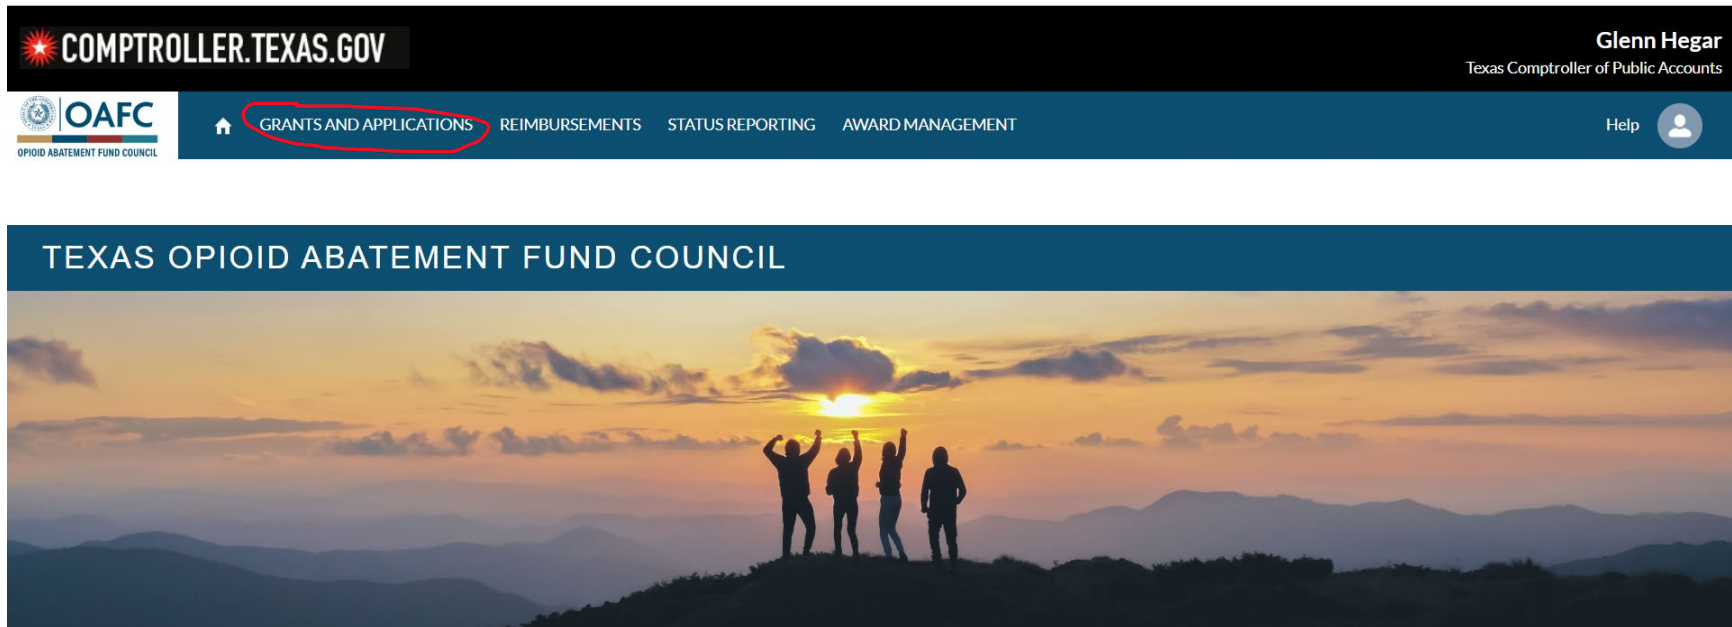 COMPTROLLER.TEXAS.GOV
Glenn Hegar
Texas Comptroller of Public Accounts
OAFC
OPIOID ABATEMENT FUND COUNCIL
GRANTS AND APPLICATIONS REIMBURSEMENTS STATUS REPORTING AWARD MANAGEMENT Help
TEXAS OPIOID ABATEMENT FUND COUNCIL